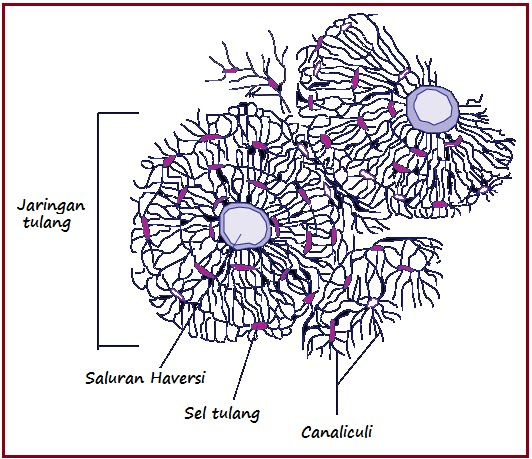 Jaringan
tulang
Saluran Haversi
Sel tulang
Canaliculi